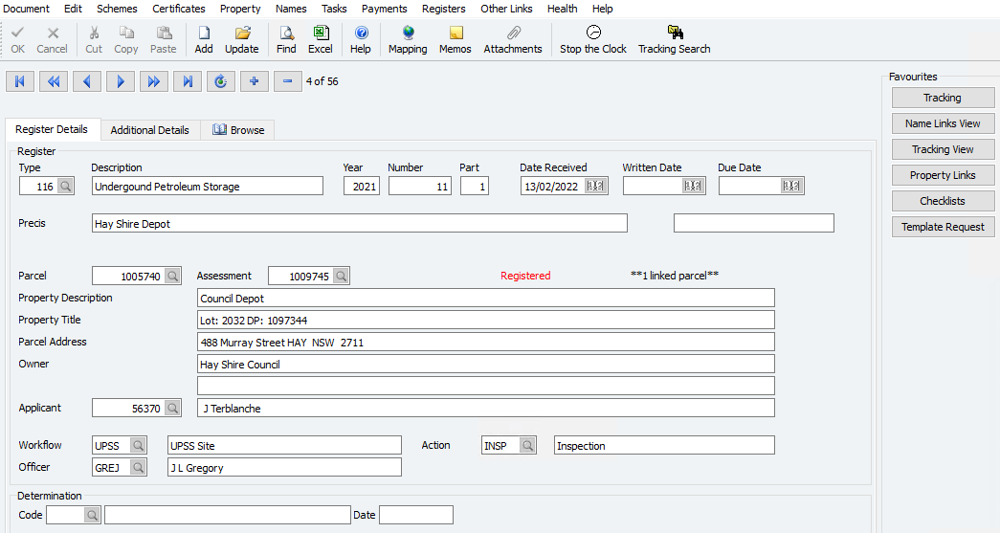 Document Edit Schemes Certificates Property Names Tasks Payments Registers Other Links Health Help
OK Cancel Cut Copy Paste Add Update Find Excel Help Mapping Memos Attachments Stop the Clock Tracking Search
4 of 56
Favourites
Tracking
Name Links View
Tracking View
Property Links
Checklists
Template Request
Register Details Additional Details Browse
Register
Type Description Year Number Part Date Received Written Date Due Date
116 Undergound Petroleum Storage 2021 11 1 13/02/2022
Precis Hay Shire Depot
Parcel 1005740 Assessment 1009745 Registered **1 linked parcel**
Property Description Council Depot
Property Title Lot: 2032 DP: 1097344
Parcel Address 488 Murray Street HAY NSW 2711
Owner Hay Shire Council
Applicant 56370 J Terblanche
Workflow UPSS UPSS Site Action INSP Inspection
Officer GREJ J L Gregory
Determination
Code Date